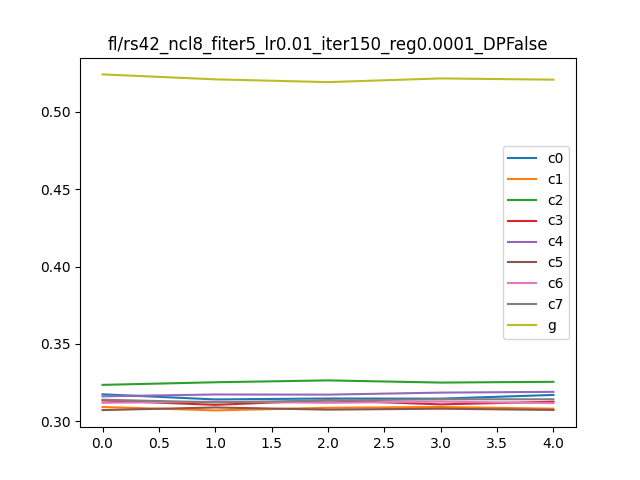 fl/rs42_ncl8_fiter5_lr0.01_iter150_reg0.0001_DPFalse
0.50
0.45
0.40
0.35
0.30
c0
c1
c2
c3
c4
c5
c6
c7
g
0.0 0.5 1.0 1.5 2.0 2.5 3.0 3.5 4.0